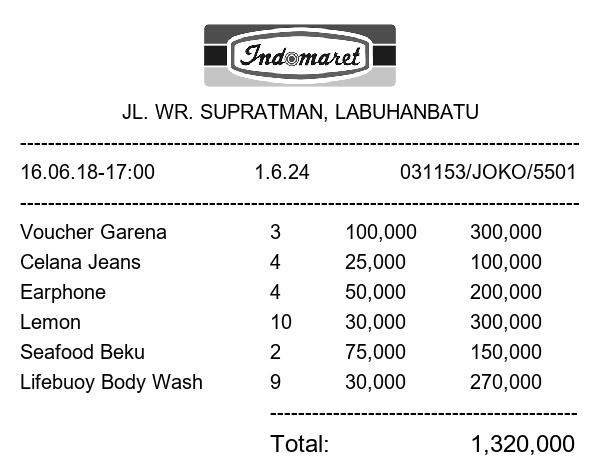 Indomaret
JL. WR. SUPRATMAN, LABUHANBATU
16.06.18-17:00 1.6.24 031153/JOKO/5501
Voucher Garena 3 100,000 300,000
Celana Jeans 4 25,000 100,000
Earphone 4 50,000 200,000
Lemon 10 30,000 300,000
Seafood Beku 2 75,000 150,000
Lifebuoy Body Wash 9 30,000 270,000
Total: 1,320,000